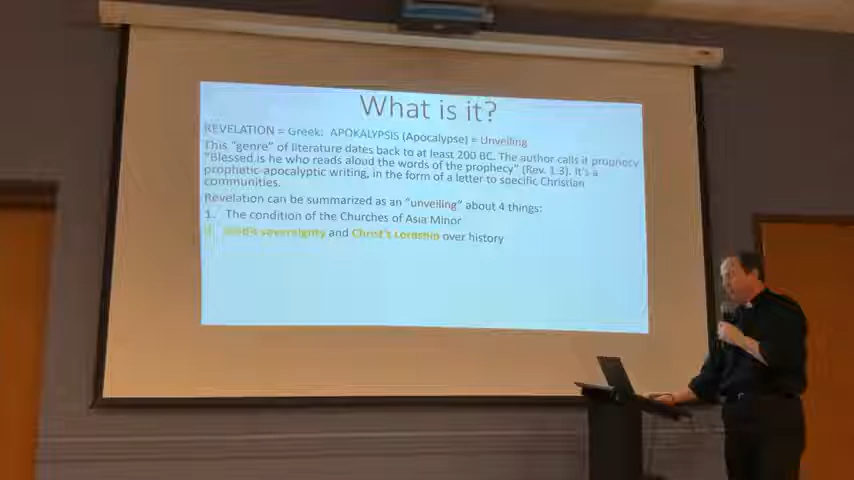 What is it?
REVELATION = Greek: APOKALYPSIS (Apocalypse) = Unveiling
This "genre" of literature dates back to at least 200 BC. The author calls it prophecy
"Blessed is he who reads aloud the words of the prophecy" (Rev. 1.3). It's a
prophetic-apocalyptic writing, in the form of a letter to specific Christian
communities.
Revelation can be summarized as an "unveiling" about 4 things:
1. The condition of the Churches of Asia Minor
God's sovereignty and Christ's Lordship over history